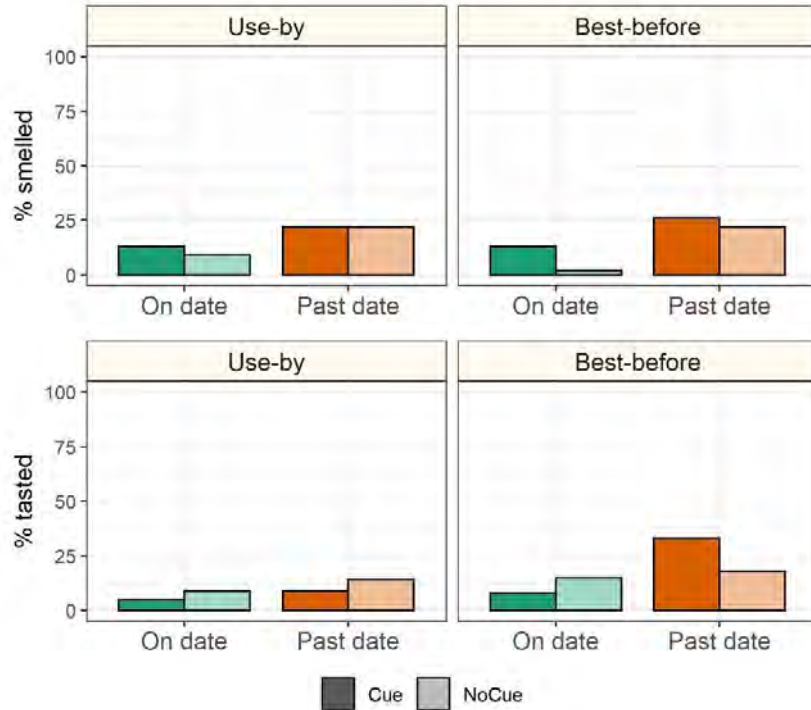 Use-by Best-before
100
75
% smelled
50
25
0
On date Past date On date Past date
Use-by Best-before
100
75
% tasted
50
25
0
On date Past date On date Past date
Cue NoCue